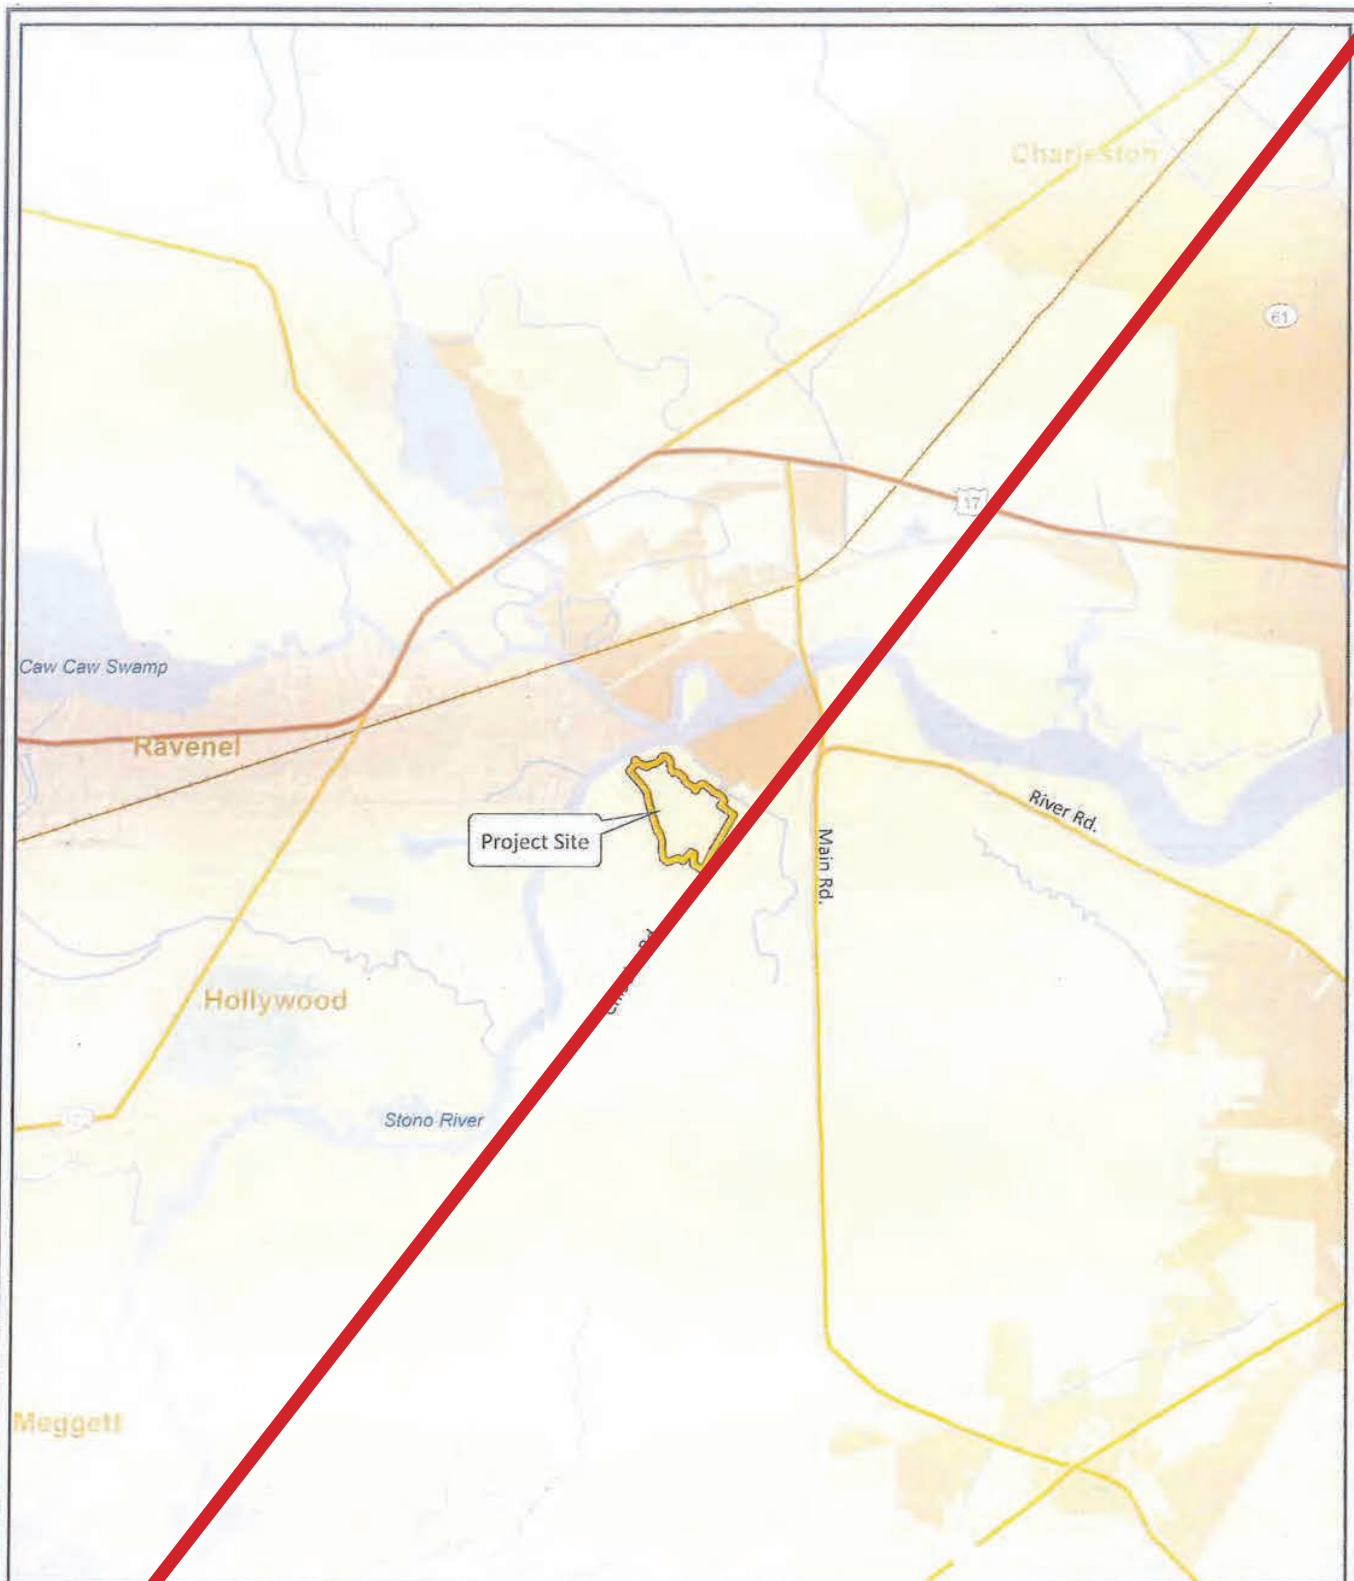 Charleston
61
17
Caw Caw Swamp
Ravenel
Project Site
River Rd.
Main Rd.
Hollywood
Stono River
Meggett